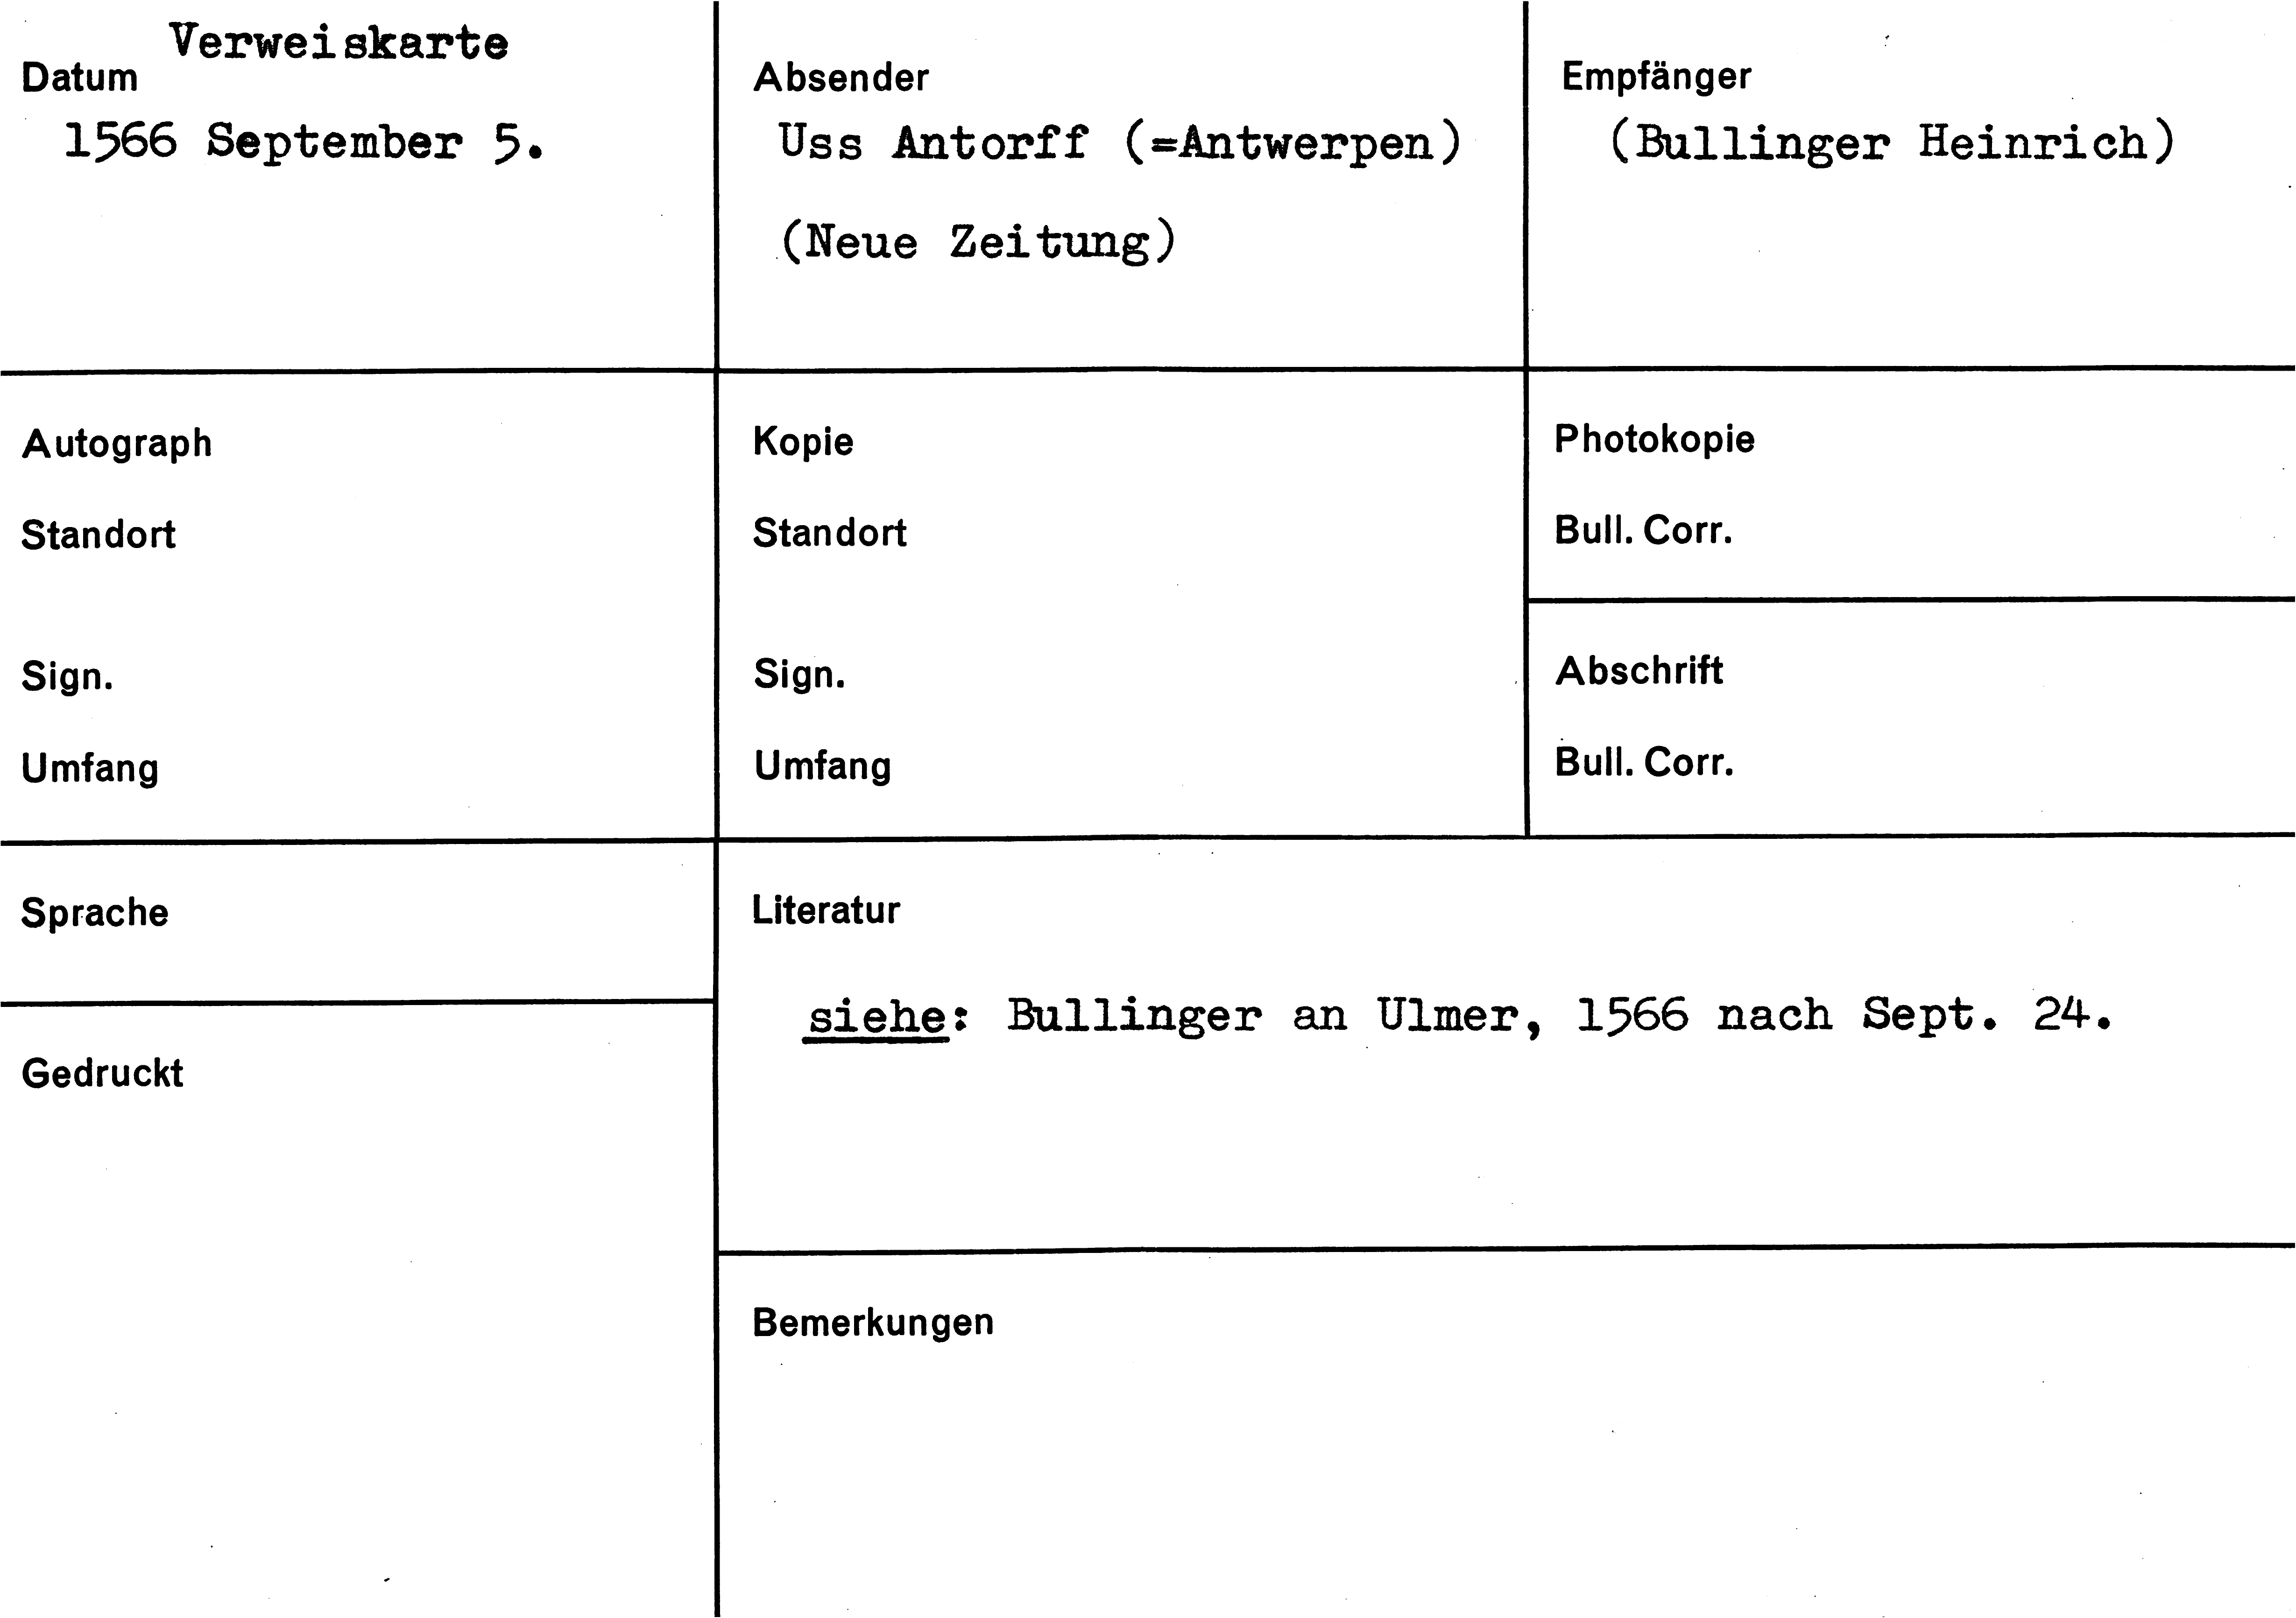 Verweiskarte
Datum
1566 September 5.
Absender
Uss Antorff (=Antwerpen)
(Neue Zeitung)
Empfänger
(Bullinger Heinrich)
Autograph
Standort
Sign.
Umfang
Kopie
Standort
Sign.
Umfang
Photokopie
Bull. Corr.
Abschrift
Bull. Corr.
Sprache
Gedruckt
Literatur
siehe: Bullinger an Ulmer, 1566 nach Sept. 24.
Bemerkungen